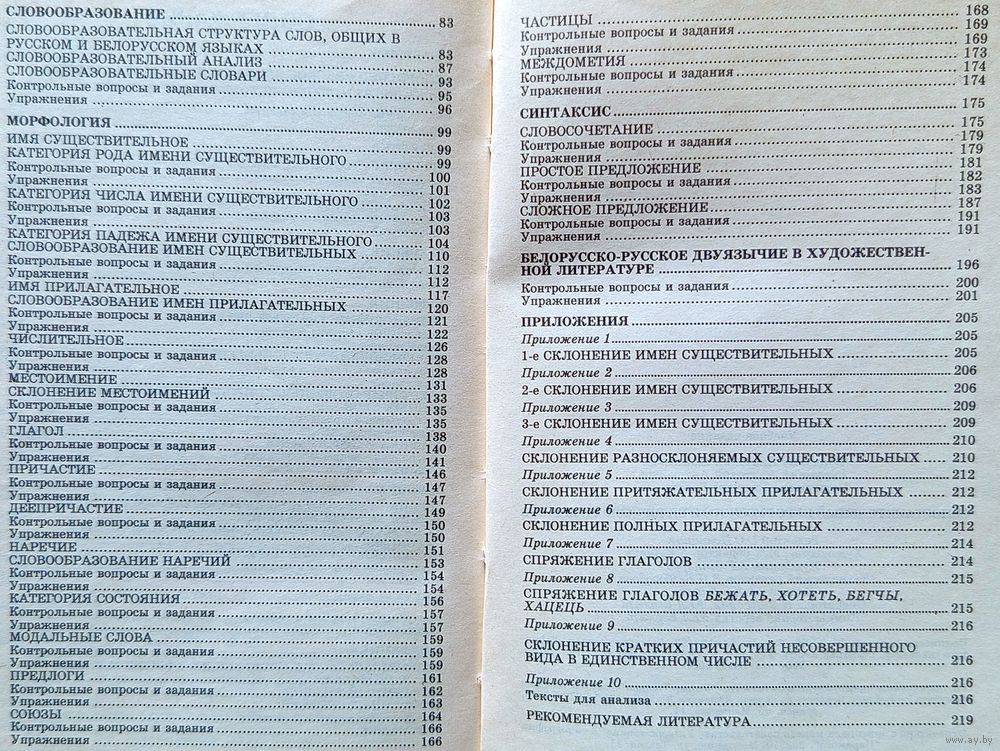 СЛОВООБРАЗОВАНИЕ ..... 83
СЛОВООБРАЗОВАТЕЛЬНАЯ СТРУКТУРА СЛОВ, ОБЩИХ В
РУССКОМ И БЕЛОРУССКОМ ЯЗЫКАХ ..... 83
СЛОВООБРАЗОВАТЕЛЬНЫЙ АНАЛИЗ ..... 87
СЛОВООБРАЗОВАТЕЛЬНЫЕ СЛОВАРИ ..... 93
Контрольные вопросы и задания ..... 95
Упражнения ..... 96
МОРФОЛОГИЯ ..... 99
ИМЯ СУЩЕСТВИТЕЛЬНОЕ ..... 99
КАТЕГОРИЯ РОДА ИМЕНИ СУЩЕСТВИТЕЛЬНОГО ..... 99
Контрольные вопросы и задания ..... 100
Упражнения ..... 101
КАТЕГОРИЯ ЧИСЛА ИМЕНИ СУЩЕСТВИТЕЛЬНОГО ..... 102
Контрольные вопросы и задания ..... 103
Упражнения ..... 103
КАТЕГОРИЯ ПАДЕЖА ИМЕНИ СУЩЕСТВИТЕЛЬНОГО ..... 104
СЛОВООБРАЗОВАНИЕ ИМЕН СУЩЕСТВИТЕЛЬНЫХ ..... 110
Контрольные вопросы и задания ..... 112
Упражнения ..... 112
ИМЯ ПРИЛАГАТЕЛЬНОЕ ..... 117
СЛОВООБРАЗОВАНИЕ ИМЕН ПРИЛАГАТЕЛЬНЫХ ..... 120
Контрольные вопросы и задания ..... 121
Упражнения ..... 122
ЧИСЛИТЕЛЬНОЕ ..... 126
Контрольные вопросы и задания ..... 128
Упражнения ..... 128
МЕСТОИМЕНИЕ ..... 131
СКЛОНЕНИЕ МЕСТОИМЕНИЙ ..... 133
Контрольные вопросы и задания ..... 135
Упражнения ..... 135
ГЛАГОЛ ..... 138
Контрольные вопросы и задания ..... 140
Упражнения ..... 141
ПРИЧАСТИЕ ..... 146
Контрольные вопросы и задания ..... 147
Упражнения ..... 147
ДЕЕПРИЧАСТИЕ ..... 149
Контрольные вопросы и задания ..... 150
Упражнения ..... 150
НАРЕЧИЕ ..... 151
СЛОВООБРАЗОВАНИЕ НАРЕЧИЙ ..... 153
Контрольные вопросы и задания ..... 154
Упражнения ..... 154
КАТЕГОРИЯ СОСТОЯНИЯ ..... 156
Контрольные вопросы и задания ..... 157
Упражнения ..... 157
МОДАЛЬНЫЕ СЛОВА ..... 159
Контрольные вопросы и задания ..... 159
Упражнения ..... 159
ПРЕДЛОГИ ..... 161
Контрольные вопросы и задания ..... 162
Упражнения ..... 163
СОЮЗЫ ..... 164
Контрольные вопросы и задания ..... 166
Упражнения ..... 166
ЧАСТИЦЫ ..... 168
Контрольные вопросы и задания ..... 169
Упражнения ..... 169
МЕЖДОМЕТИЯ ..... 173
Контрольные вопросы и задания ..... 174
Упражнения ..... 174
СИНТАКСИС ..... 175
СЛОВОСОЧЕТАНИЕ ..... 175
Контрольные вопросы и задания ..... 179
Упражнения ..... 179
ПРОСТОЕ ПРЕДЛОЖЕНИЕ ..... 181
Контрольные вопросы и задания ..... 182
Упражнения ..... 183
СЛОЖНОЕ ПРЕДЛОЖЕНИЕ ..... 187
Контрольные вопросы и задания ..... 191
Упражнения ..... 191
БЕЛОРУССКО-РУССКОЕ ДВУЯЗЫЧИЕ В ХУДОЖЕСТВЕН-
НОЙ ЛИТЕРАТУРЕ ..... 196
Контрольные вопросы и задания ..... 200
Упражнения ..... 201
ПРИЛОЖЕНИЯ ..... 205
Приложение 1 ..... 205
1-е СКЛОНЕНИЕ ИМЕН СУЩЕСТВИТЕЛЬНЫХ ..... 205
Приложение 2 ..... 206
2-е СКЛОНЕНИЕ ИМЕН СУЩЕСТВИТЕЛЬНЫХ ..... 206
Приложение 3 ..... 209
3-е СКЛОНЕНИЕ ИМЕН СУЩЕСТВИТЕЛЬНЫХ ..... 209
Приложение 4 ..... 210
СКЛОНЕНИЕ РАЗНОСКЛОНЯЕМЫХ СУЩЕСТВИТЕЛЬНЫХ ..... 210
Приложение 5 ..... 212
СКЛОНЕНИЕ ПРИТЯЖАТЕЛЬНЫХ ПРИЛАГАТЕЛЬНЫХ ..... 212
Приложение 6 ..... 212
СКЛОНЕНИЕ ПОЛНЫХ ПРИЛАГАТЕЛЬНЫХ ..... 212
Приложение 7 ..... 214
СПРЯЖЕНИЕ ГЛАГОЛОВ ..... 214
Приложение 8 ..... 215
СПРЯЖЕНИЕ ГЛАГОЛОВ БЕЖАТЬ, ХОТЕТЬ, БЕГЧЫ,
ХАЦЕЦЬ ..... 215
Приложение 9 ..... 216
СКЛОНЕНИЕ КРАТКИХ ПРИЧАСТИЙ НЕСОВЕРШЕННОГО
ВИДА В ЕДИНСТВЕННОМ ЧИСЛЕ ..... 216
Приложение 10 ..... 216
Тексты для анализа ..... 216
РЕКОМЕНДУЕМАЯ ЛИТЕРАТУРА ..... 219
www.ay.by